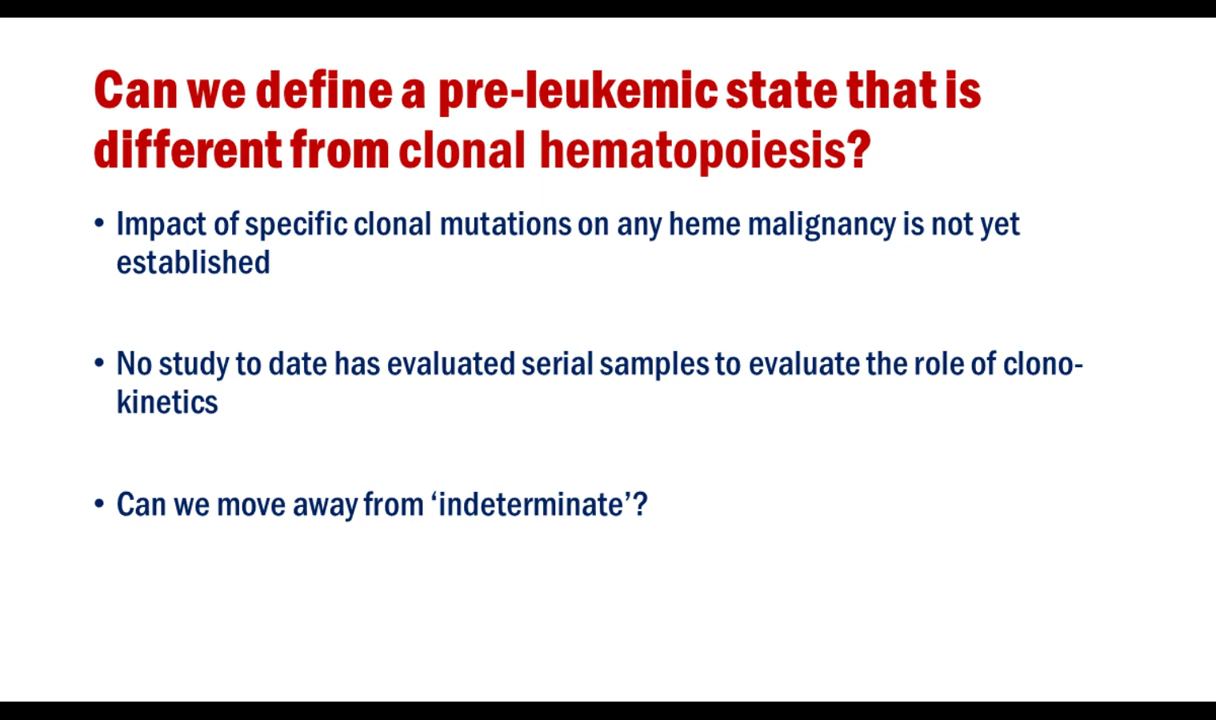 Can we define a pre-leukemic state that is
different from clonal hematopoiesis?
• Impact of specific clonal mutations on any heme malignancy is not yet
established
• No study to date has evaluated serial samples to evaluate the role of clono-
kinetics
• Can we move away from ‘indeterminate’?